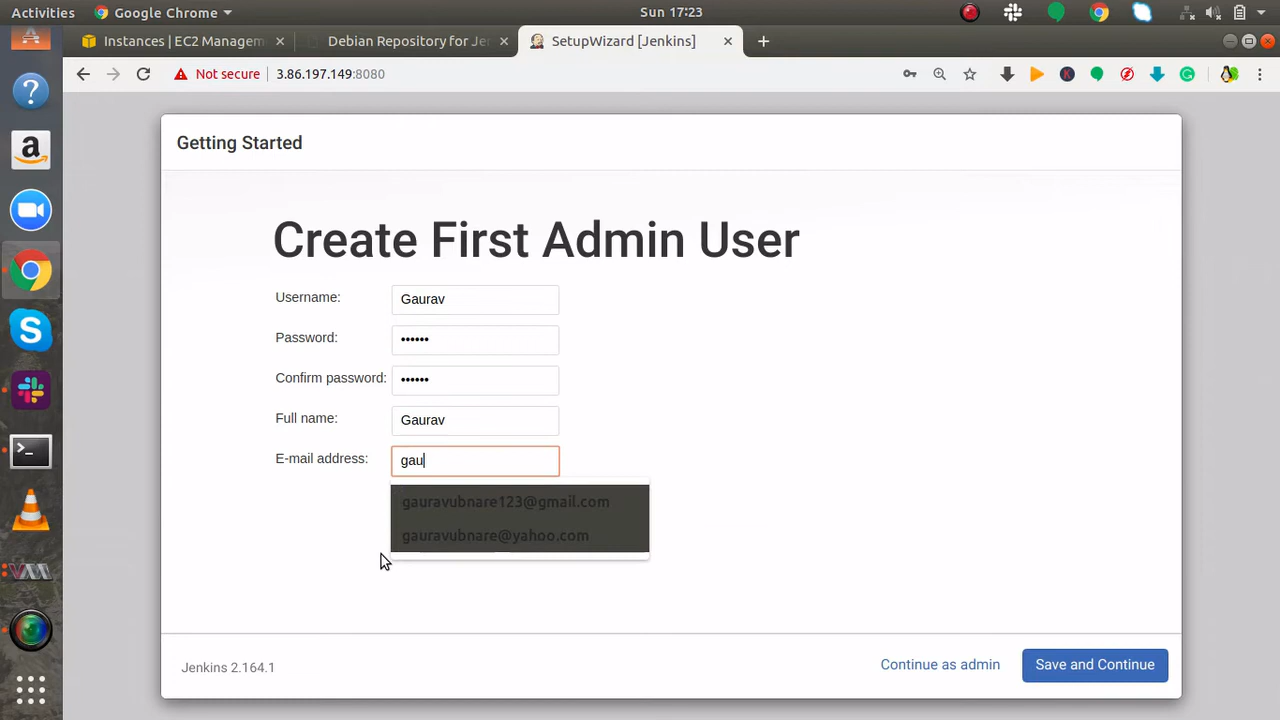 Activities
Google Chrome
Sun 17:23
Instances | EC2 Managem
Debian Repository for Jen
SetupWizard [Jenkins]
Not secure
3.86.197.149:8080
Getting Started
Create First Admin User
Username:
Gaurav
Password:
••••••
Confirm password:
••••••
Full name:
Gaurav
E-mail address:
gau
gauravubnare123@gmail.com
gauravubnare@yahoo.com
Jenkins 2.164.1
Continue as admin
Save and Continue